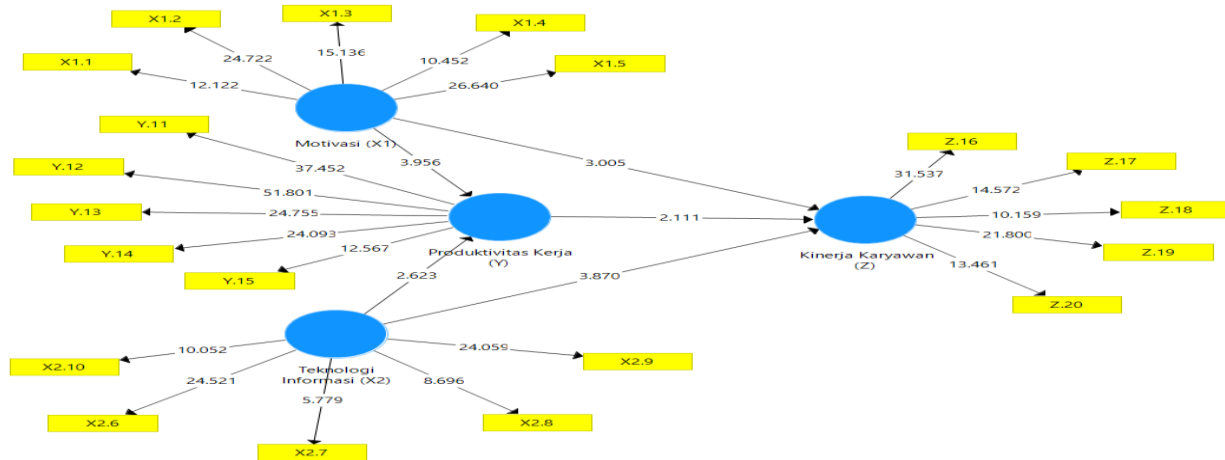 X1.3
X1.2
X1.4
X1.1
X1.5
24.722
15.136
10.452
12.122
26.640
Motivasi (X1)
Y.11
Y.12
Y.13
Y.14
Y.15
37.452
51.801
24.755
24.093
12.567
3.956
3.005
Produktivitas Kerja
(Y)
2.111
2.623
3.870
Z.16
Z.17
Z.18
Z.19
Z.20
31.537
14.572
10.159
21.800
13.461
Kinerja Karyawan
(Z)
Teknologi
Informasi (X2)
10.052
24.521
5.779
8.696
24.059
X2.10
X2.6
X2.7
X2.8
X2.9